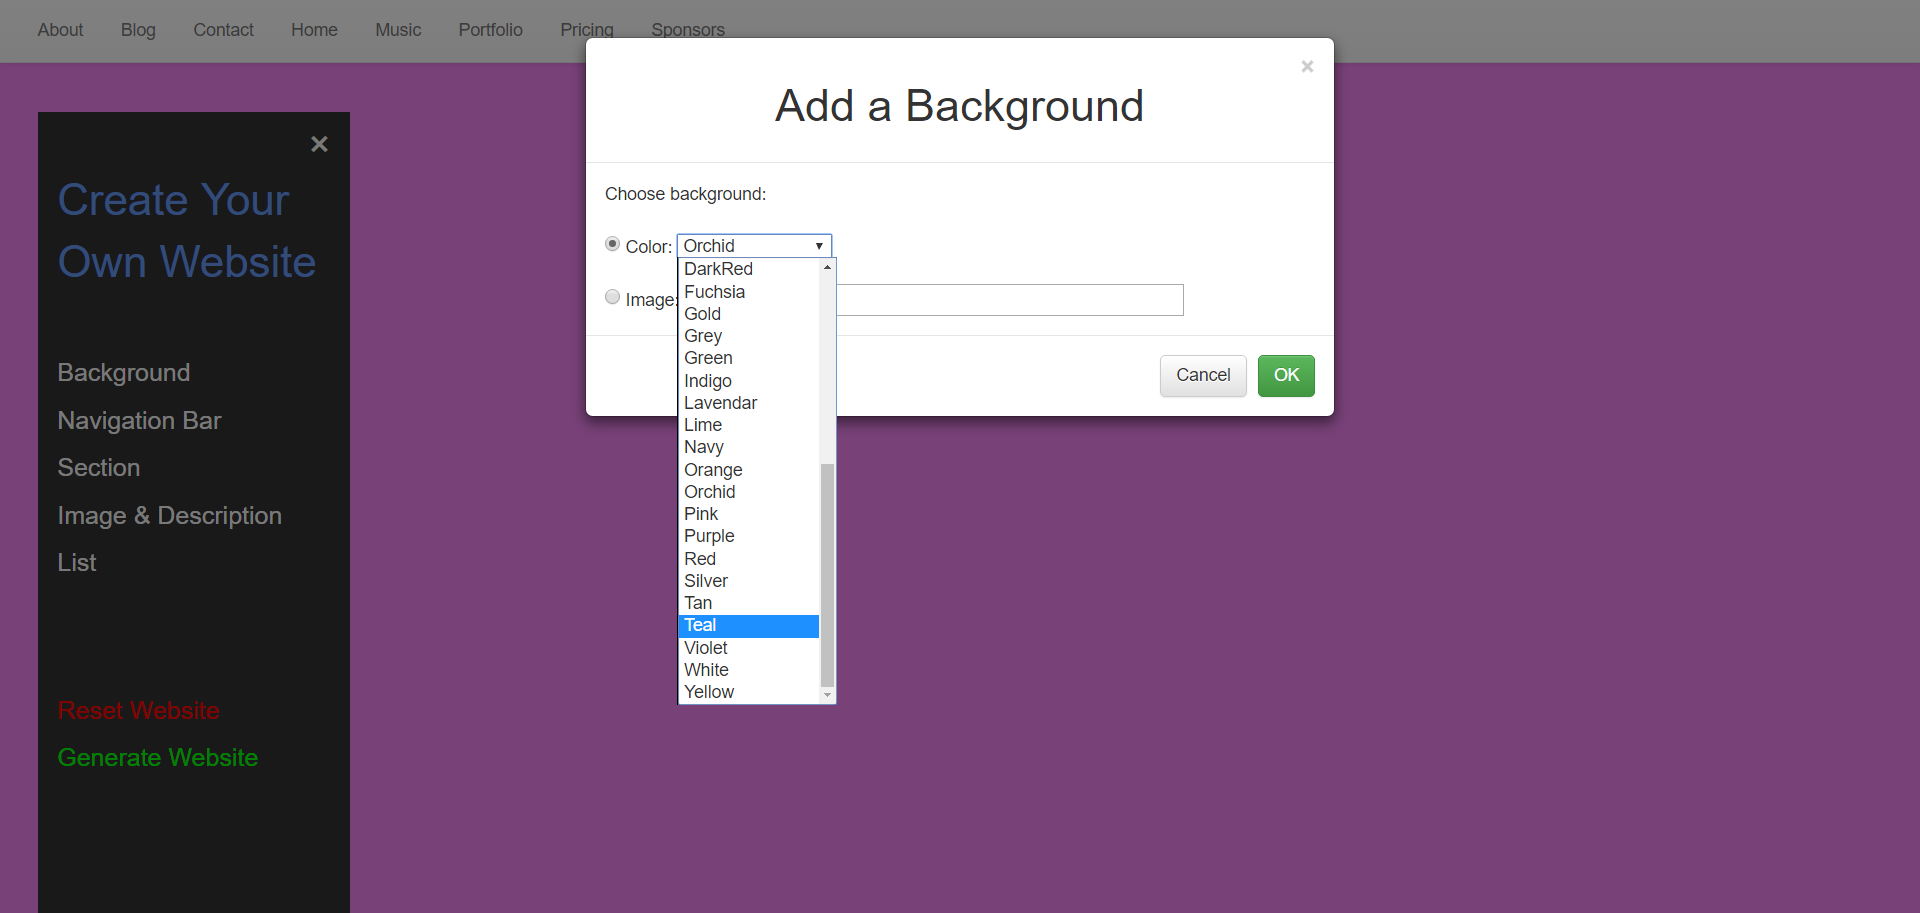 About Blog Contact Home Music Portfolio Pricing Sponsors
×
Add a Background
Choose background:
Color: Orchid
DarkRed
Fuchsia
Gold
Grey
Green
Indigo
Lavendar
Lime
Navy
Orange
Orchid
Pink
Purple
Red
Silver
Tan
Teal
Violet
White
Yellow
Image:
Cancel OK
×
Create Your
Own Website
Background
Navigation Bar
Section
Image & Description
List
Reset Website
Generate Website